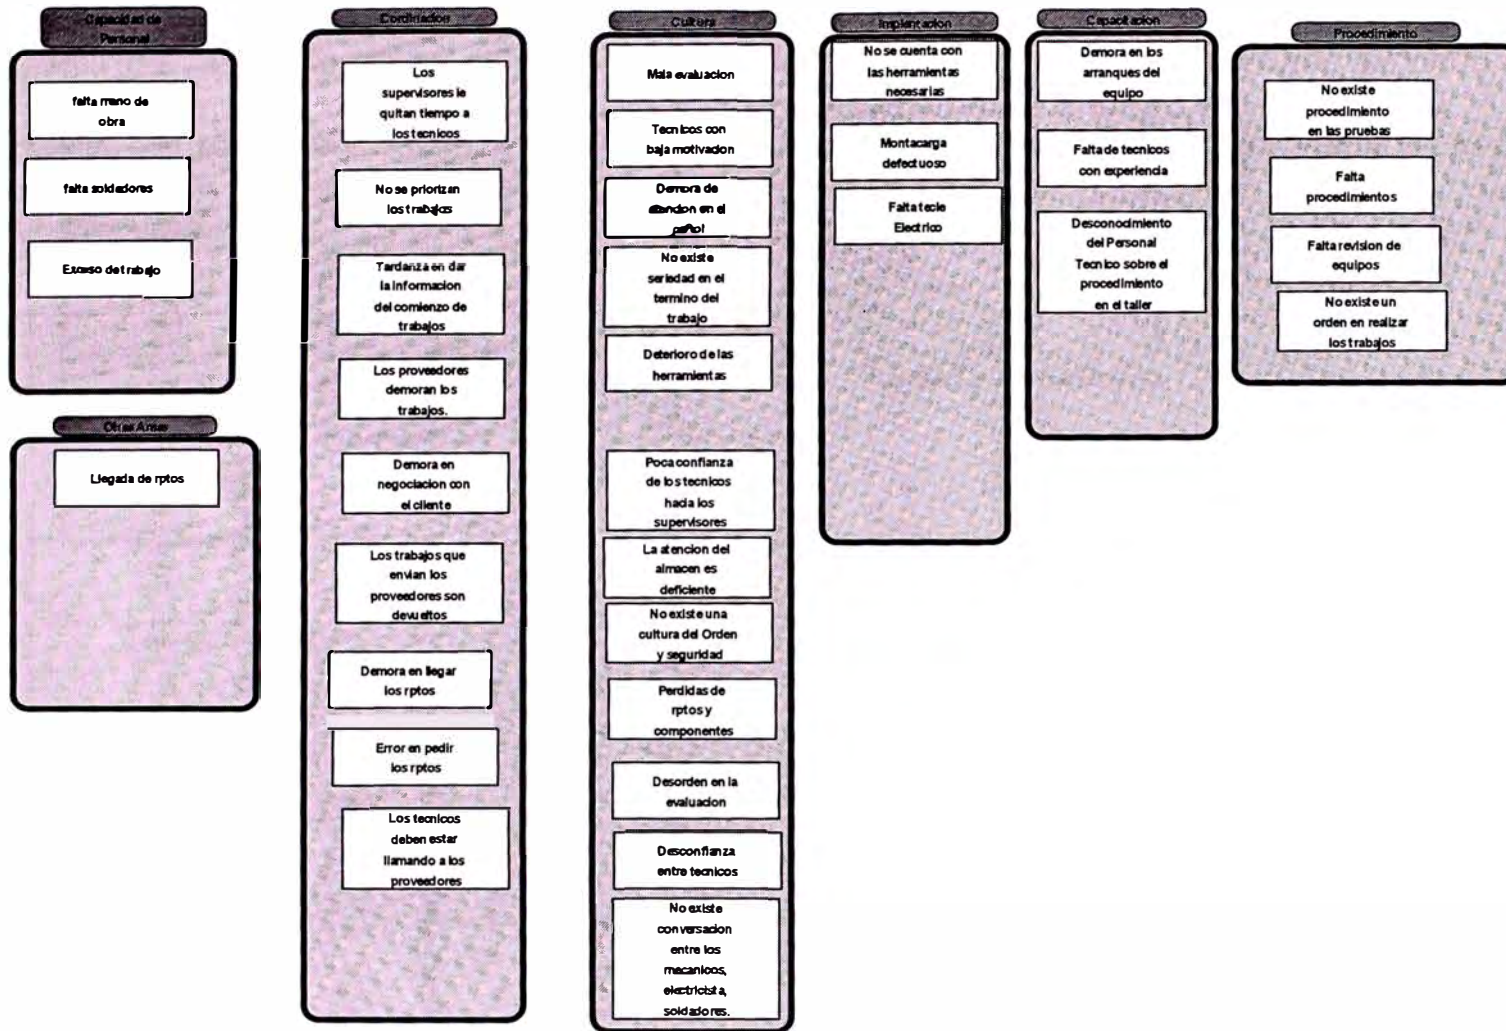 Capacidad de
Personal
falta mano de
obra
falta soldadores
Exceso de trabajo
Otras Areas
Llegada de rptos
Cordinacion
Los
supervisores le
quitan tiempo a
los tecnicos
No se priorizan
los trabajos
Tardanza en dar
la informacion
del comienzo de
trabajos
Los proveedores
demoran los
trabajos.
Demora en
negociacion con
el cliente
Los trabajos que
envian los
proveedores son
devueltos
Demora en llegar
los rptos
Error en pedir
los rptos
Los tecnicos
deben estar
llamando a los
proveedores
Cultura
Mala evaluacion
Tecnicos con
baja motivacion
Demora de
atencion en el
pañol
No existe
seriedad en el
termino del
trabajo
Deterioro de las
herramientas
Poca confianza
de los tecnicos
hacia los
supervisores
La atencion del
almacen es
deficiente
No existe una
cultura del Orden
y seguridad
Perdidas de
rptos y
componentes
Desorden en la
evaluacion
Desconfianza
entre tecnicos
No existe
conversacion
entre los
mecanicos,
electricista,
soldadores.
Implentacion
No se cuenta con
las herramientas
necesarias
Montacarga
defectuoso
Falta tecle
Electrico
Capacitacion
Demora en los
arranques del
equipo
Falta de tecnicos
con experiencia
Desconocimiento
del Personal
Tecnico sobre el
procedimiento
en el taller
Procedimiento
No existe
procedimiento
en las pruebas
Falta
procedimientos
Falta revision de
equipos
No existe un
orden en realizar
los trabajos